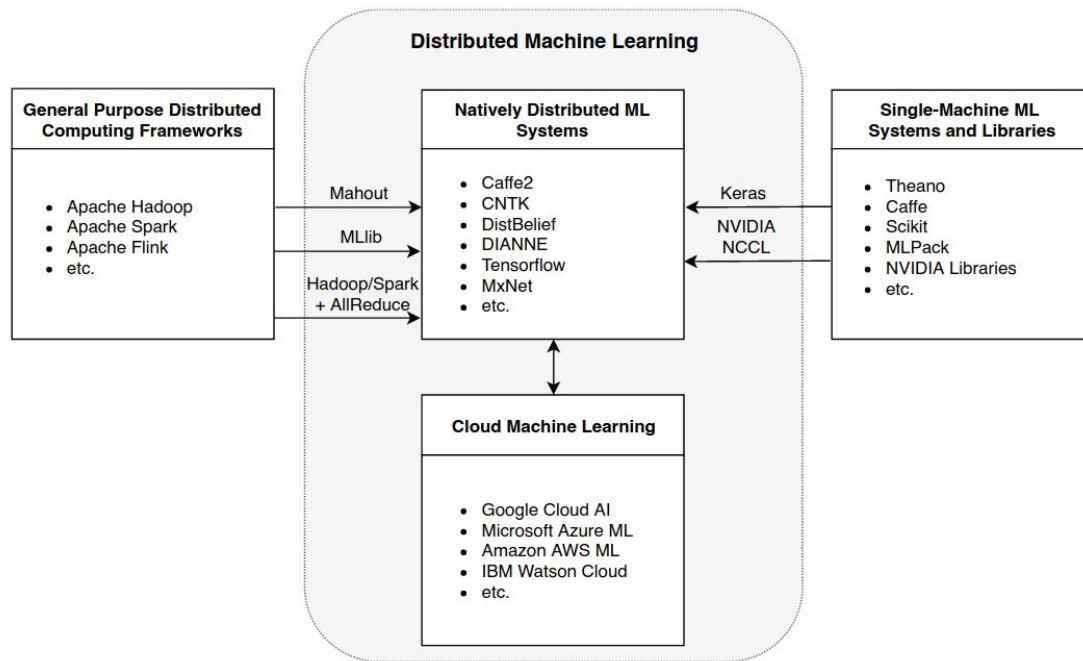 Distributed Machine Learning
General Purpose Distributed
Computing Frameworks
• Apache Hadoop
• Apache Spark
• Apache Flink
• etc.
Mahout
MLlib
Hadoop/Spark
+ AllReduce
Natively Distributed ML
Systems
• Caffe2
• CNTK
• DistBelief
• DIANNE
• Tensorflow
• MxNet
• etc.
Keras
NVIDIA
NCCL
Single-Machine ML
Systems and Libraries
• Theano
• Caffe
• Scikit
• MLPack
• NVIDIA Libraries
• etc.
Cloud Machine Learning
• Google Cloud AI
• Microsoft Azure ML
• Amazon AWS ML
• IBM Watson Cloud
• etc.